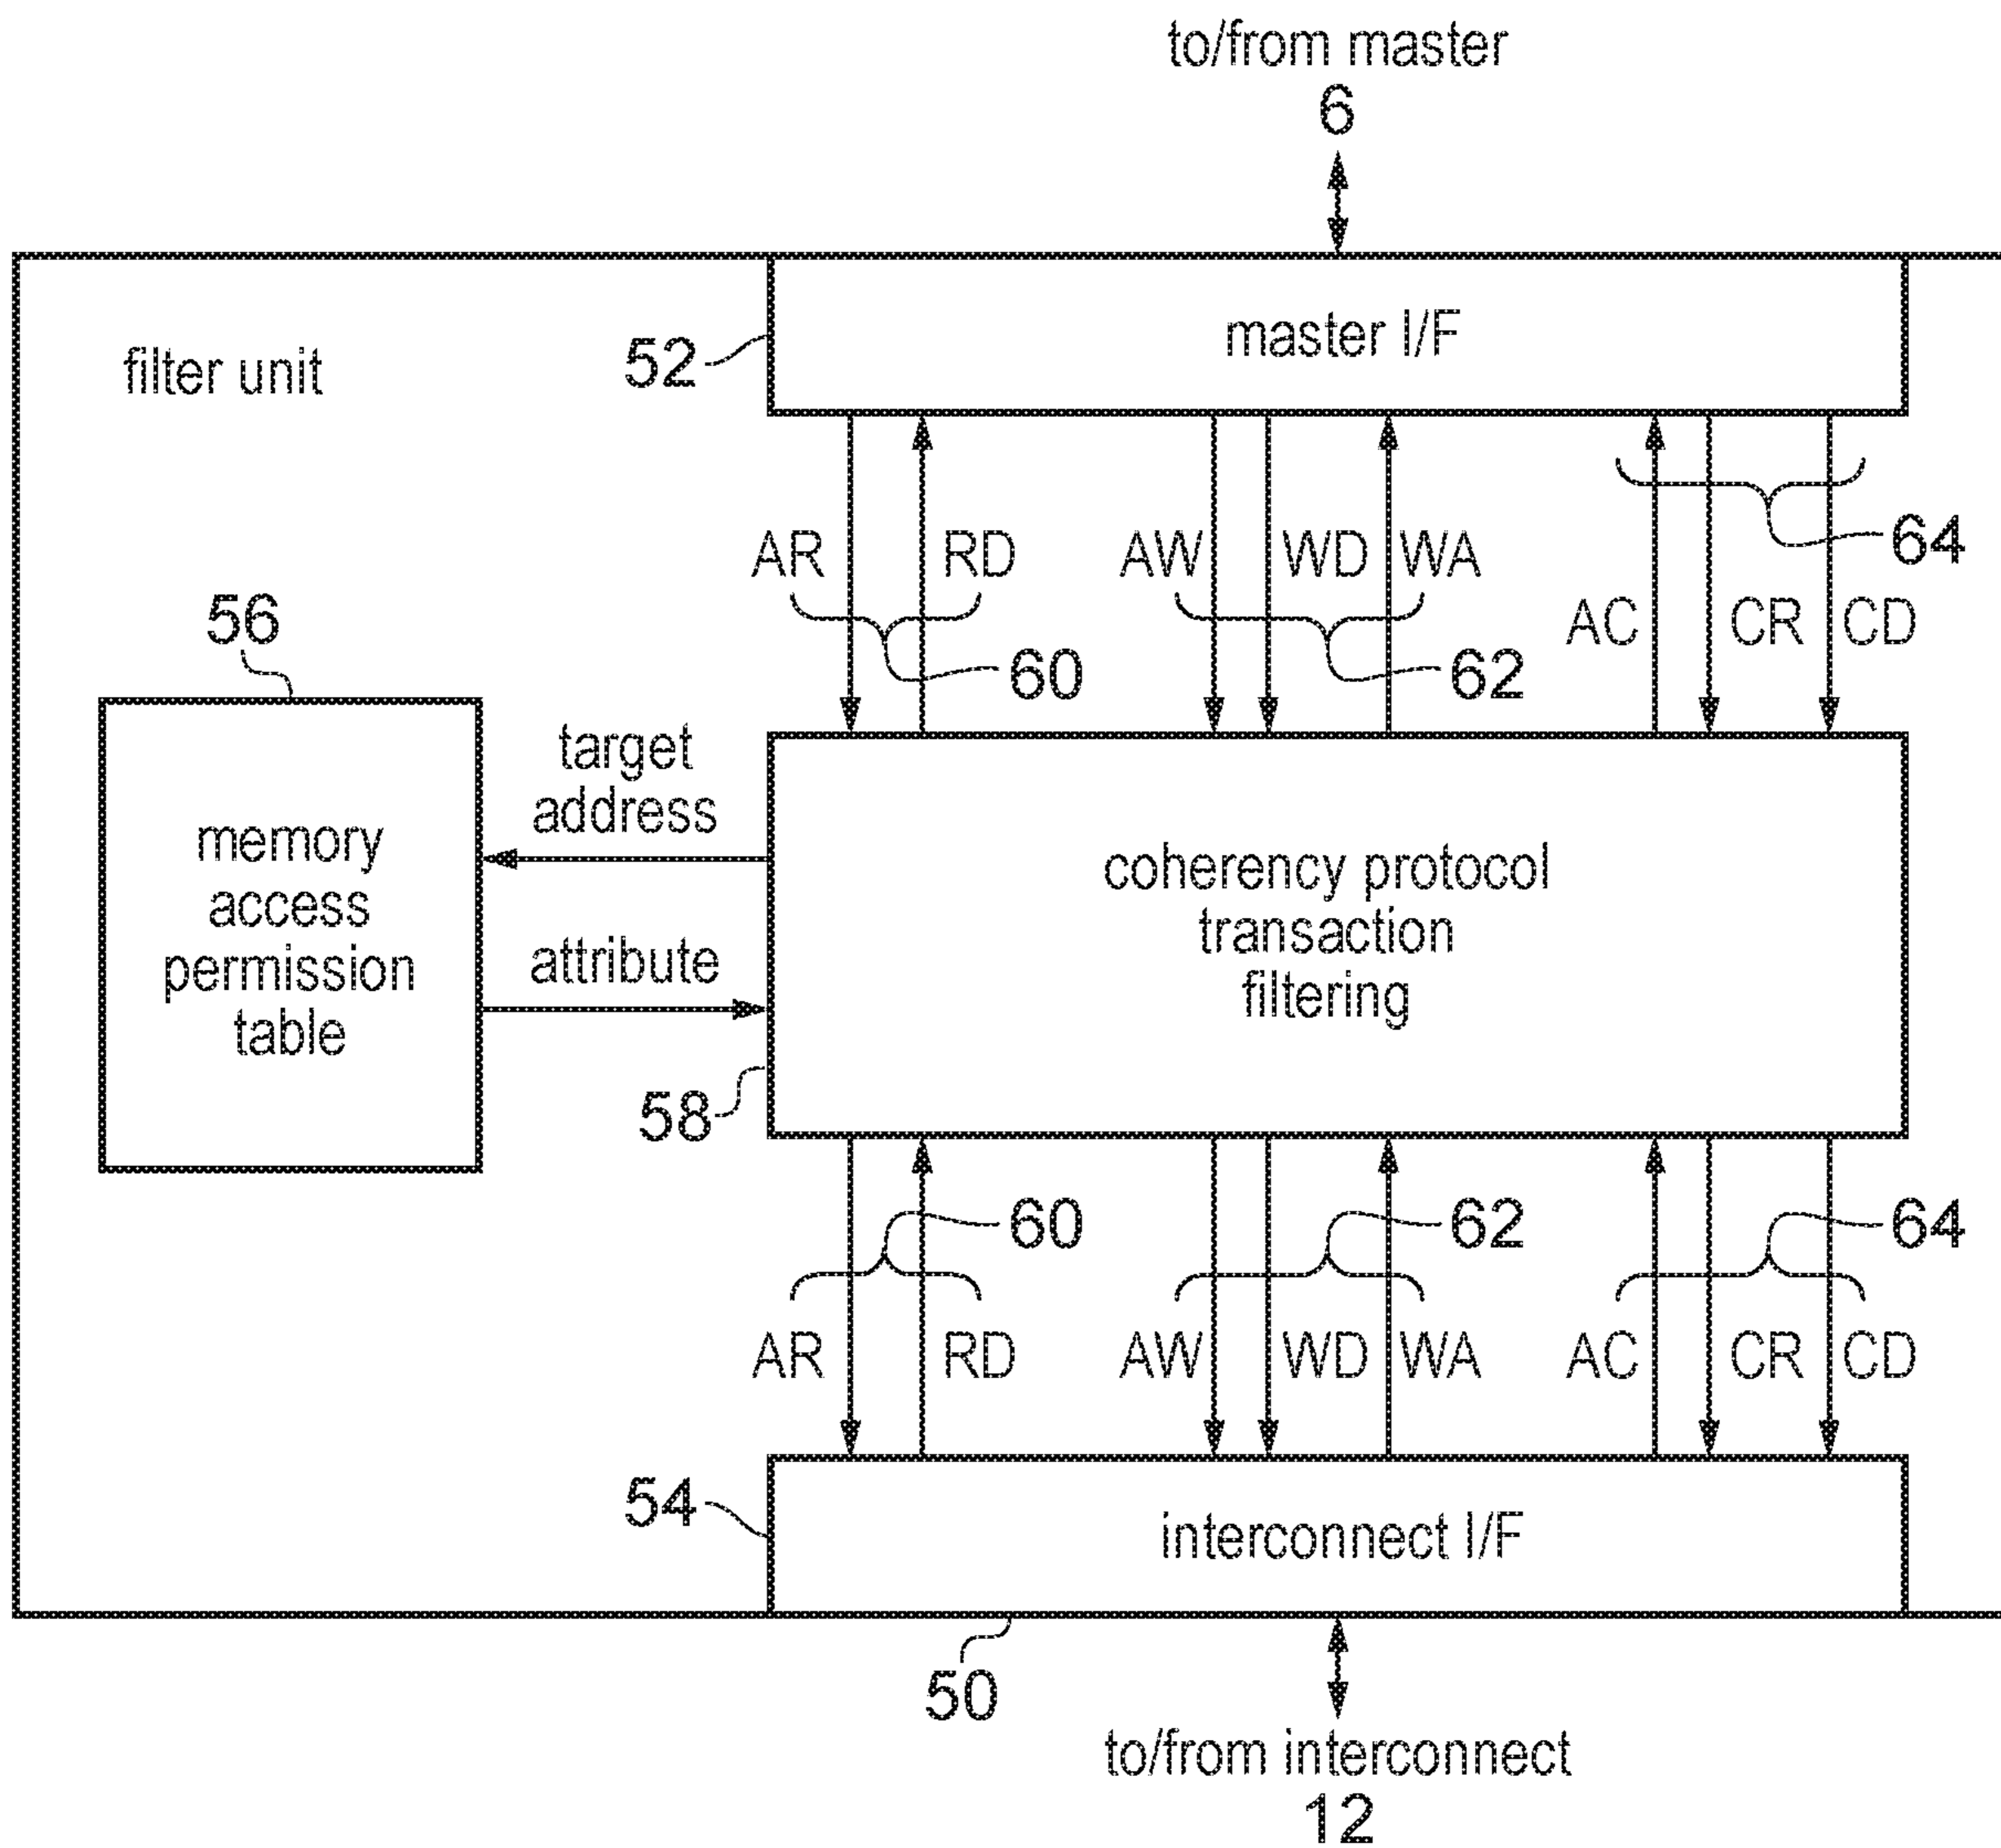 to/from master
6
filter unit
52
master I/F
AR
RD
AW
WD
WA
64
AC
CR
CD
60
62
56
memory
access
permission
table
target
address
attribute
coherency protocol
transaction
filtering
58
60
62
64
AR
RD
AW
WD
WA
AC
CR
CD
54
interconnect I/F
50
to/from interconnect
12